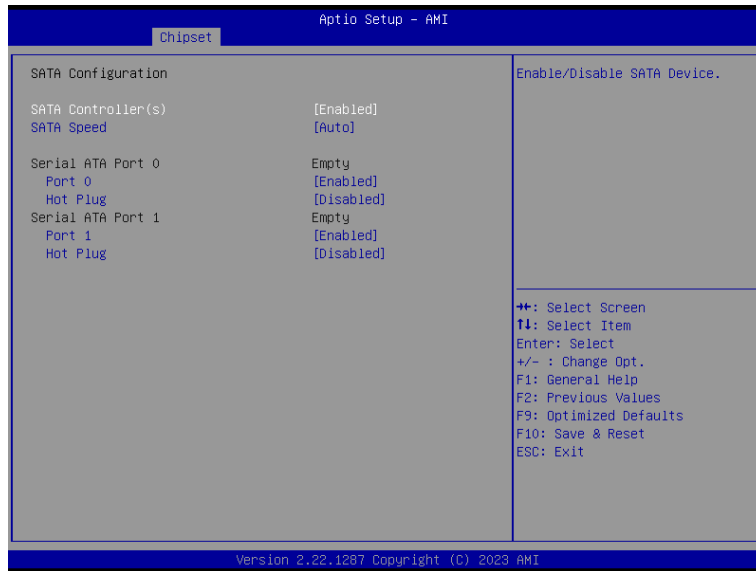 Aptio Setup – AMI
Chipset
SATA Configuration
SATA Controller(s) [Enabled]
SATA Speed [Auto]
Serial ATA Port 0 Empty
Port 0 [Enabled]
Hot Plug [Disabled]
Serial ATA Port 1 Empty
Port 1 [Enabled]
Hot Plug [Disabled]
Enable/Disable SATA Device.
→←: Select Screen
↑↓: Select Item
Enter: Select
+/- : Change Opt.
F1: General Help
F2: Previous Values
F9: Optimized Defaults
F10: Save & Reset
ESC: Exit
Version 2.22.1287 Copyright (C) 2023 AMI